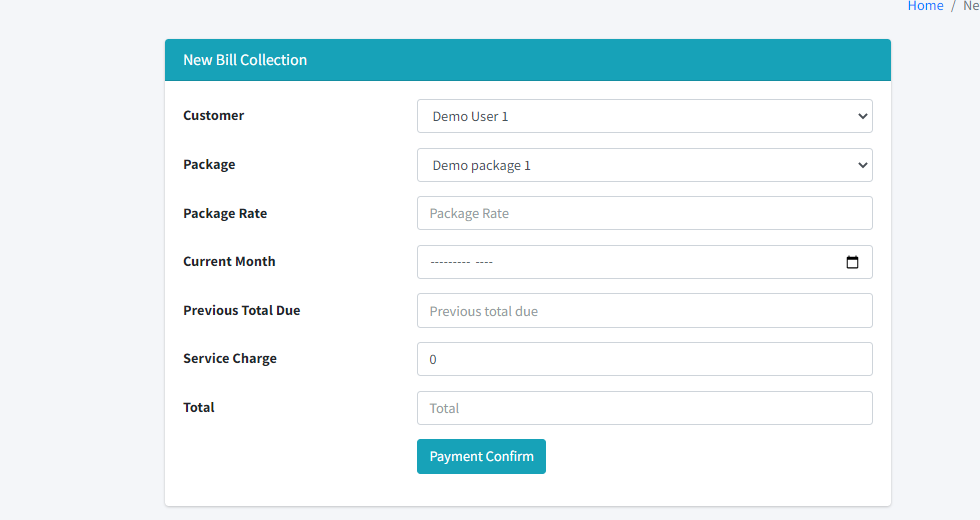 Home / Ne
New Bill Collection
Customer Demo User 1
Package Demo package 1
Package Rate Package Rate
Current Month --------- ----
Previous Total Due Previous total due
Service Charge 0
Total Total
Payment Confirm